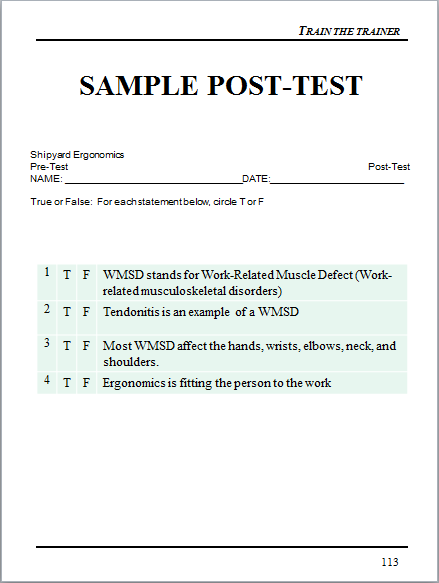 TRAIN THE TRAINER
SAMPLE POST-TEST
Shipyard Ergonomics
Pre-Test Post-Test
NAME: ________________________________DATE:________________________
True or False: For each statement below, circle T or F
1 T F WMSD stands for Work-Related Muscle Defect (Work-
related musculoskeletal disorders)
2 T F Tendonitis is an example of a WMSD
3 T F Most WMSD affect the hands, wrists, elbows, neck, and
shoulders.
4 T F Ergonomics is fitting the person to the work
113